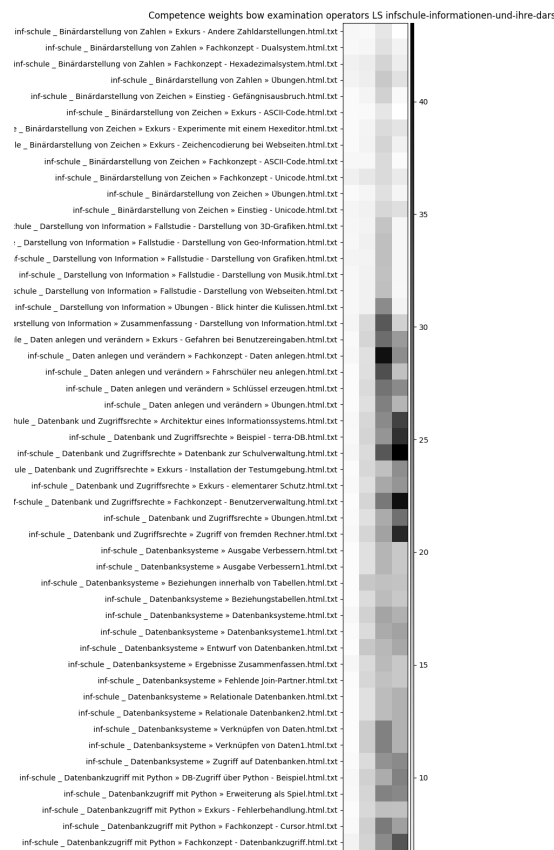 Competence weights bow examination operators LS infschule-informationen-und-ihre-dars
inf-schule _ Binärdarstellung von Zahlen » Exkurs - Andere Zahldarstellungen.html.txt
inf-schule _ Binärdarstellung von Zahlen » Fachkonzept - Dualsystem.html.txt
inf-schule _ Binärdarstellung von Zahlen » Fachkonzept - Hexadezimalsystem.html.txt
inf-schule _ Binärdarstellung von Zahlen » Übungen.html.txt
inf-schule _ Binärdarstellung von Zeichen » Einstieg - Gefängnisausbruch.html.txt
inf-schule _ Binärdarstellung von Zeichen » Exkurs - ASCII-Code.html.txt
e _ Binärdarstellung von Zeichen » Exkurs - Experimente mit einem Hexeditor.html.txt
le _ Binärdarstellung von Zeichen » Exkurs - Zeichencodierung bei Webseiten.html.txt
inf-schule _ Binärdarstellung von Zeichen » Fachkonzept - ASCII-Code.html.txt
inf-schule _ Binärdarstellung von Zeichen » Fachkonzept - Unicode.html.txt
inf-schule _ Binärdarstellung von Zeichen » Übungen.html.txt
inf-schule _ Binärdarstellung von Zeichen » Einstieg - Unicode.html.txt
hule _ Darstellung von Information » Fallstudie - Darstellung von 3D-Grafiken.html.txt
_ Darstellung von Information » Fallstudie - Darstellung von Geo-Information.html.txt
f-schule _ Darstellung von Information » Fallstudie - Darstellung von Grafiken.html.txt
inf-schule _ Darstellung von Information » Fallstudie - Darstellung von Musik.html.txt
schule _ Darstellung von Information » Fallstudie - Darstellung von Webseiten.html.txt
inf-schule _ Darstellung von Information » Übungen - Blick hinter die Kulissen.html.txt
arstellung von Information » Zusammenfassung - Darstellung von Information.html.txt
le _ Daten anlegen und verändern » Exkurs - Gefahren bei Benutzereingaben.html.txt
inf-schule _ Daten anlegen und verändern » Fachkonzept - Daten anlegen.html.txt
inf-schule _ Daten anlegen und verändern » Fahrschüler neu anlegen.html.txt
inf-schule _ Daten anlegen und verändern » Schlüssel erzeugen.html.txt
inf-schule _ Daten anlegen und verändern » Übungen.html.txt
hule _ Datenbank und Zugriffsrechte » Architektur eines Informationssystems.html.txt
inf-schule _ Datenbank und Zugriffsrechte » Beispiel - terra-DB.html.txt
inf-schule _ Datenbank und Zugriffsrechte » Datenbank zur Schulverwaltung.html.txt
ule _ Datenbank und Zugriffsrechte » Exkurs - Installation der Testumgebung.html.txt
inf-schule _ Datenbank und Zugriffsrechte » Exkurs - elementarer Schutz.html.txt
f-schule _ Datenbank und Zugriffsrechte » Fachkonzept - Benutzerverwaltung.html.txt
inf-schule _ Datenbank und Zugriffsrechte » Übungen.html.txt
inf-schule _ Datenbank und Zugriffsrechte » Zugriff von fremden Rechner.html.txt
inf-schule _ Datenbanksysteme » Ausgabe Verbessern.html.txt
inf-schule _ Datenbanksysteme » Ausgabe Verbessern1.html.txt
inf-schule _ Datenbanksysteme » Beziehungen innerhalb von Tabellen.html.txt
inf-schule _ Datenbanksysteme » Beziehungstabellen.html.txt
inf-schule _ Datenbanksysteme » Datenbanksysteme.html.txt
inf-schule _ Datenbanksysteme » Datenbanksysteme1.html.txt
inf-schule _ Datenbanksysteme » Entwurf von Datenbanken.html.txt
inf-schule _ Datenbanksysteme » Ergebnisse Zusammenfassen.html.txt
inf-schule _ Datenbanksysteme » Fehlende Join-Partner.html.txt
inf-schule _ Datenbanksysteme » Relationale Datenbanken.html.txt
inf-schule _ Datenbanksysteme » Relationale Datenbanken2.html.txt
inf-schule _ Datenbanksysteme » Verknüpfen von Daten.html.txt
inf-schule _ Datenbanksysteme » Verknüpfen von Daten1.html.txt
inf-schule _ Datenbanksysteme » Zugriff auf Datenbanken.html.txt
inf-schule _ Datenbankzugriff mit Python » DB-Zugriff über Python - Beispiel.html.txt
inf-schule _ Datenbankzugriff mit Python » Erweiterung als Spiel.html.txt
inf-schule _ Datenbankzugriff mit Python » Exkurs - Fehlerbehandlung.html.txt
inf-schule _ Datenbankzugriff mit Python » Fachkonzept - Cursor.html.txt
inf-schule _ Datenbankzugriff mit Python » Fachkonzept - Datenbankzugriff.html.txt
40
35
30
25
20
15
10